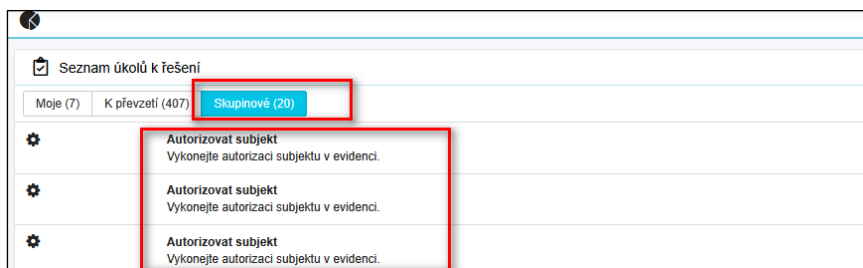 Seznam úkolů k řešení
Moje (7) K převzetí (407) Skupinové (20)
Autorizovat subjekt
Vykonejte autorizaci subjektu v evidenci.
Autorizovat subjekt
Vykonejte autorizaci subjektu v evidenci.
Autorizovat subjekt
Vykonejte autorizaci subjektu v evidenci.